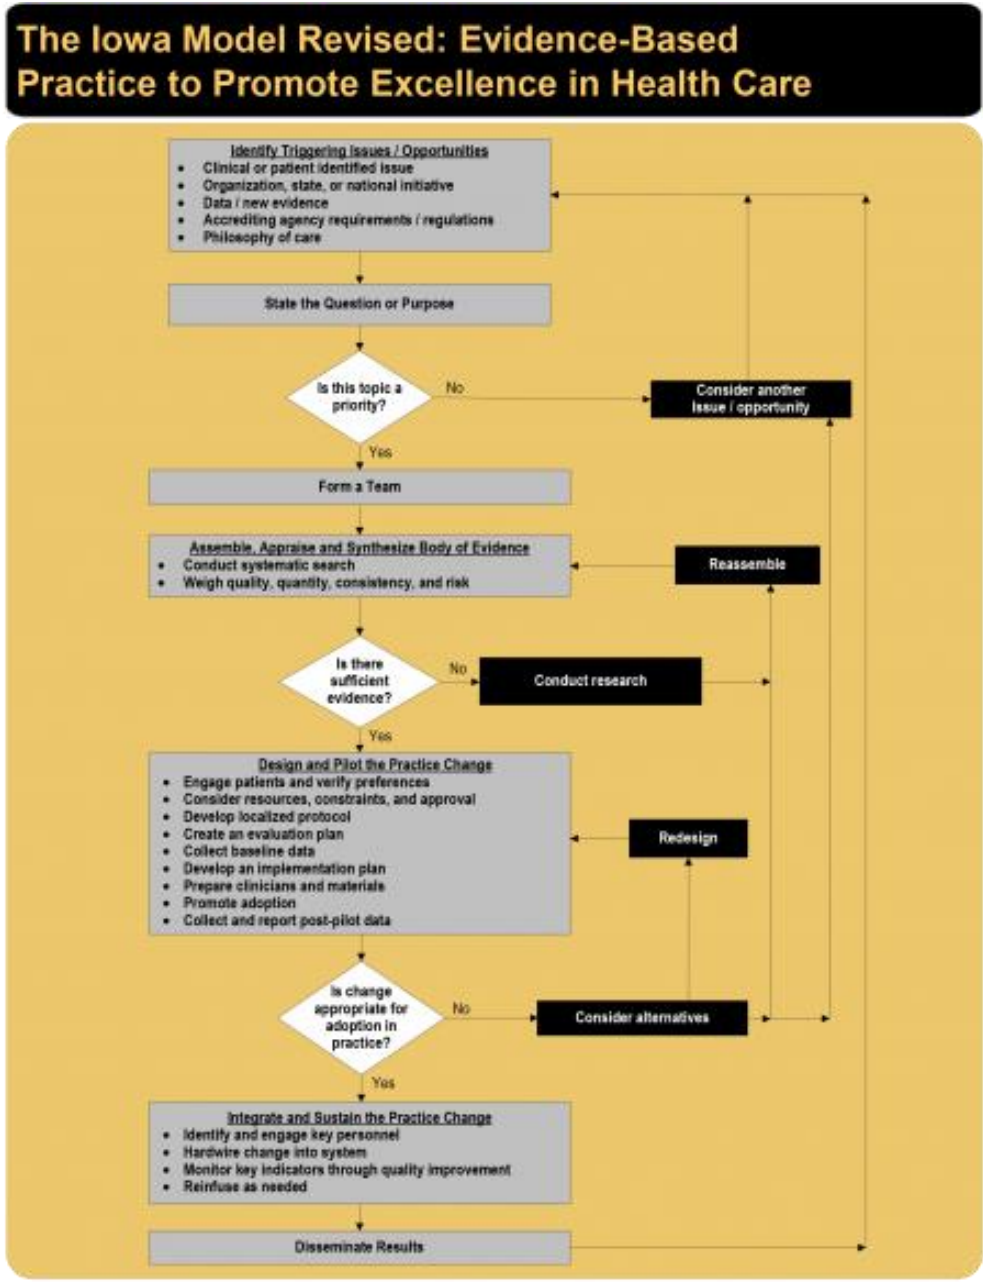 The Iowa Model Revised: Evidence-Based
Practice to Promote Excellence in Health Care
Identify Triggering Issues / Opportunities
• Clinical or patient identified issue
• Organization, state, or national initiative
• Data / new evidence
• Accrediting agency requirements / regulations
• Philosophy of care
State the Question or Purpose
Is this topic a
priority?
No
Consider another
Issue / opportunity
Yes
Form a Team
Assemble, Appraise and Synthesize Body of Evidence
• Conduct systematic search
• Weigh quality, quantity, consistency, and risk
Reassemble
Is there
sufficient
evidence?
No
Conduct research
Yes
Design and Pilot the Practice Change
• Engage patients and verify preferences
• Consider resources, constraints, and approval
• Develop localized protocol
• Create an evaluation plan
• Collect baseline data
• Develop an implementation plan
• Prepare clinicians and materials
• Promote adoption
• Collect and report post-pilot data
Redesign
Is change
appropriate for
adoption in
practice?
No
Consider alternatives
Yes
Integrate and Sustain the Practice Change
• Identify and engage key personnel
• Hardwire change into system
• Monitor key indicators through quality improvement
• Reinfuse as needed
Disseminate Results